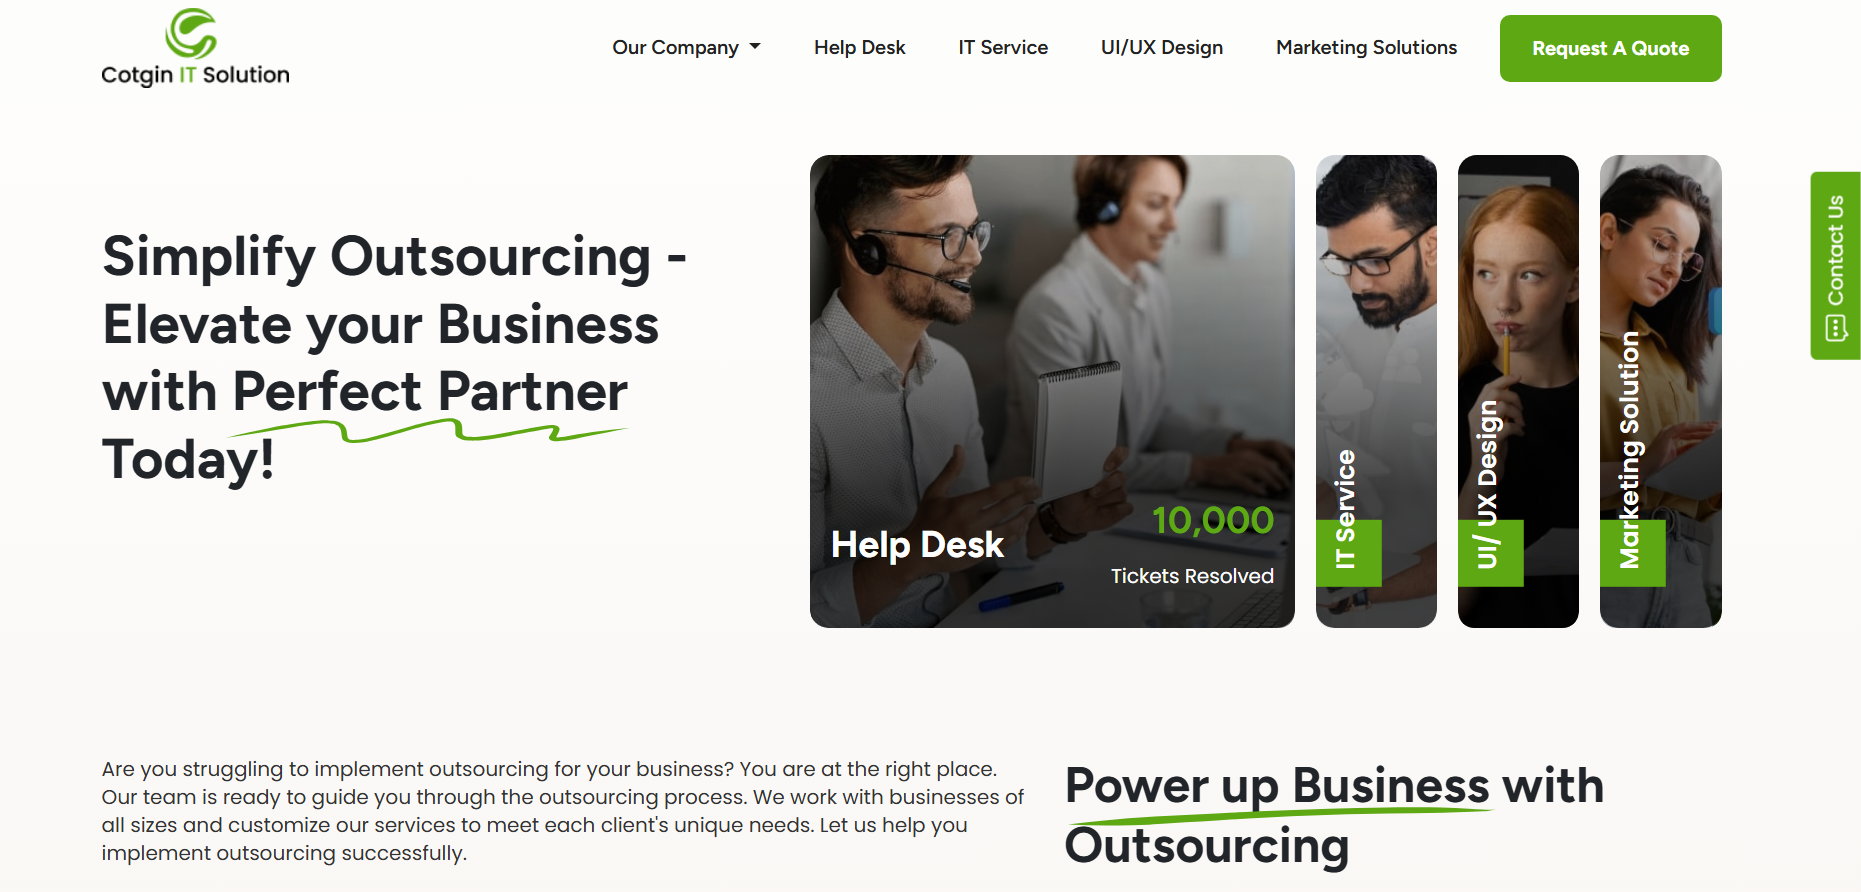 Cotgin IT Solution
Our Company
Help Desk
IT Service
UI/UX Design
Marketing Solutions
Request A Quote
Simplify Outsourcing -
Elevate your Business
with Perfect Partner
Today!
Help Desk
10,000
Tickets Resolved
IT Service
UI/ UX Design
Marketing Solution
Contact Us
Are you struggling to implement outsourcing for your business? You are at the right place.
Our team is ready to guide you through the outsourcing process. We work with businesses of
all sizes and customize our services to meet each client's unique needs. Let us help you
implement outsourcing successfully.
Power up Business with
Outsourcing